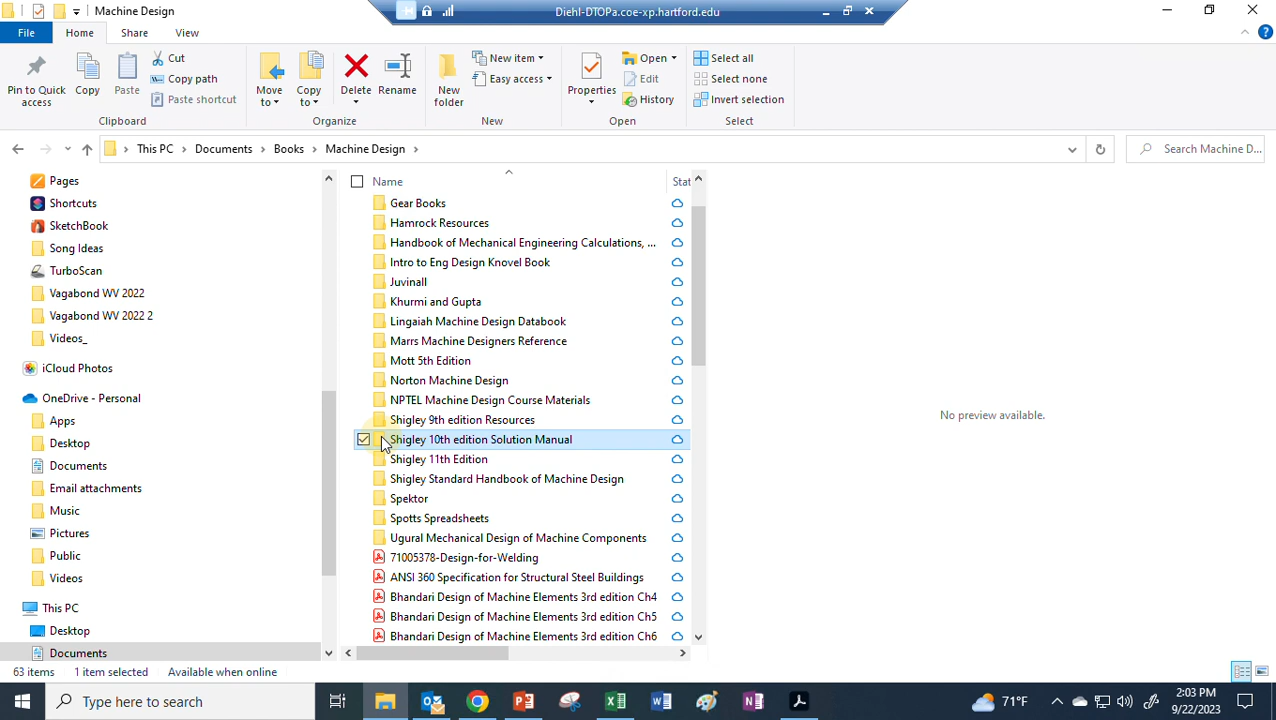 Machine Design
Diehl-DTOPa.coe-xp.hartford.edu
File
Home
Share
View
Pin to Quick access
Copy
Paste
Cut
Copy path
Paste shortcut
Clipboard
Move to
Copy to
Delete
Rename
Organize
New folder
New item
Easy access
New
Properties
Open
Edit
History
Open
Select all
Select none
Invert selection
Select
This PC > Documents > Books > Machine Design >
Search Machine D...
Pages
Shortcuts
SketchBook
Song Ideas
TurboScan
Vagabond WV 2022
Vagabond WV 2022 2
Videos_
iCloud Photos
OneDrive - Personal
Apps
Desktop
Documents
Email attachments
Music
Pictures
Public
Videos
This PC
Desktop
Documents
Name
Stat
Gear Books
Hamrock Resources
Handbook of Mechanical Engineering Calculations, ...
Intro to Eng Design Knovel Book
Juvinall
Khurmi and Gupta
Lingaiah Machine Design Databook
Marrs Machine Designers Reference
Mott 5th Edition
Norton Machine Design
NPTEL Machine Design Course Materials
Shigley 9th edition Resources
Shigley 10th edition Solution Manual
Shigley 11th Edition
Shigley Standard Handbook of Machine Design
Spektor
Spotts Spreadsheets
Ugural Mechanical Design of Machine Components
71005378-Design-for-Welding
ANSI 360 Specification for Structural Steel Buildings
Bhandari Design of Machine Elements 3rd edition Ch4
Bhandari Design of Machine Elements 3rd edition Ch5
Bhandari Design of Machine Elements 3rd edition Ch6
No preview available.
63 items
1 item selected
Available when online
Type here to search
71°F
2:03 PM
9/22/2023